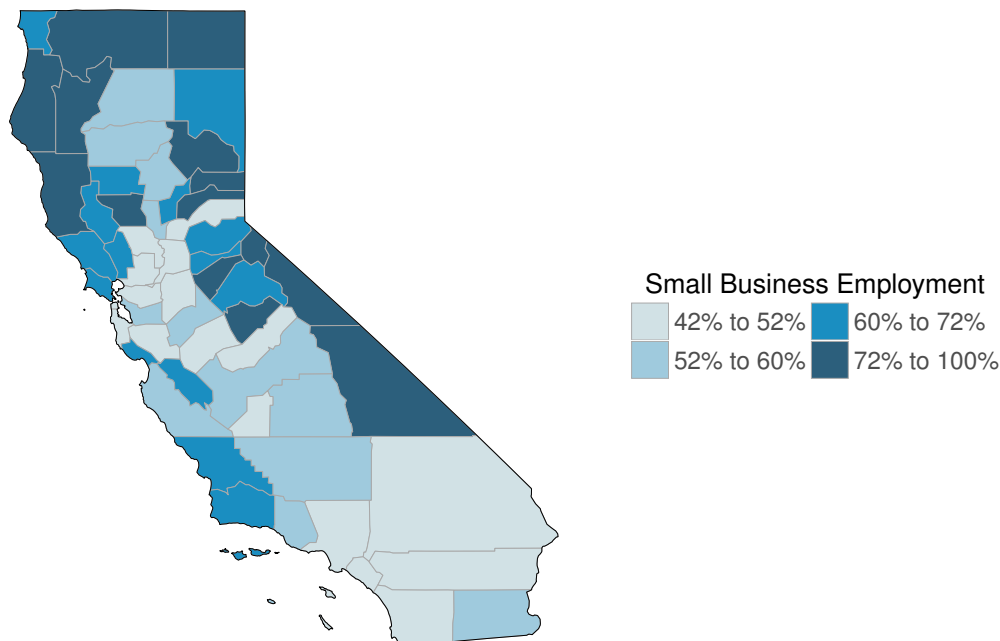 Small Business Employment
42% to 52% 60% to 72%
52% to 60% 72% to 100%